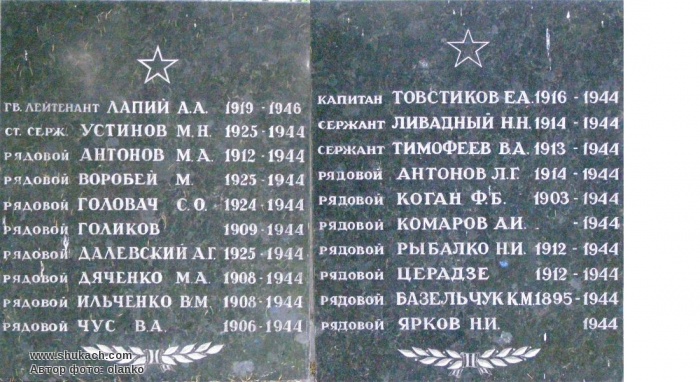 ГВ. ЛЕЙТЕНАНТ ЛАПИЙ А.А. 1919 - 1946
СТ. СЕРЖ. УСТИНОВ М.Н. 1925 - 1944
РЯДОВОЙ АНТОНОВ М.А. 1912 - 1944
РЯДОВОЙ ВОРОБЕЙ М. 1925 - 1944
РЯДОВОЙ ГОЛОВАЧ С.О. 1924 - 1944
РЯДОВОЙ ГОЛИКОВ 1909 - 1944
РЯДОВОЙ ДАЛЕВСКИЙ А.Г. 1925 - 1944
РЯДОВОЙ ДЯЧЕНКО М.А. 1908 - 1944
РЯДОВОЙ ИЛЬЧЕНКО В.М. 1908 - 1944
РЯДОВОЙ ЧУС В.А. 1906 - 1944
КАПИТАН ТОВСТИКОВ Е.А. 1916 - 1944
СЕРЖАНТ ЛИВАДНЫЙ Н.Н. 1914 - 1944
СЕРЖАНТ ТИМОФЕЕВ В.А. 1913 - 1944
РЯДОВОЙ АНТОНОВ Л.Г. 1914 - 1944
РЯДОВОЙ КОГАН Ф.Б. 1903 - 1944
РЯДОВОЙ КОМАРОВ А.И. - 1944
РЯДОВОЙ РЫБАЛКО Н.И. 1912 - 1944
РЯДОВОЙ ЦЕРАДЗЕ 1912 - 1944
РЯДОВОЙ БАЗЕЛЬЧУК К.М. 1895 - 1944
РЯДОВОЙ ЯРКОВ Н.И. 1944
www.shukach.com
Автор фото: olanko